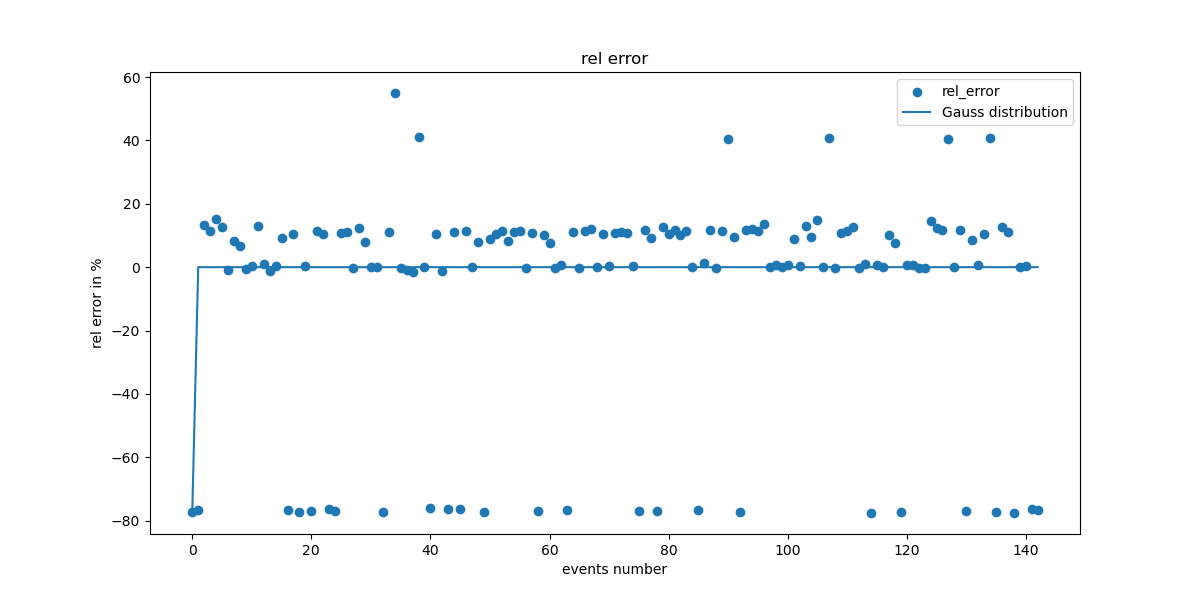 rel error
rel_error
Gauss distribution
60
40
20
0
−20
−40
−60
−80
rel error in %
0 20 40 60 80 100 120 140
events number